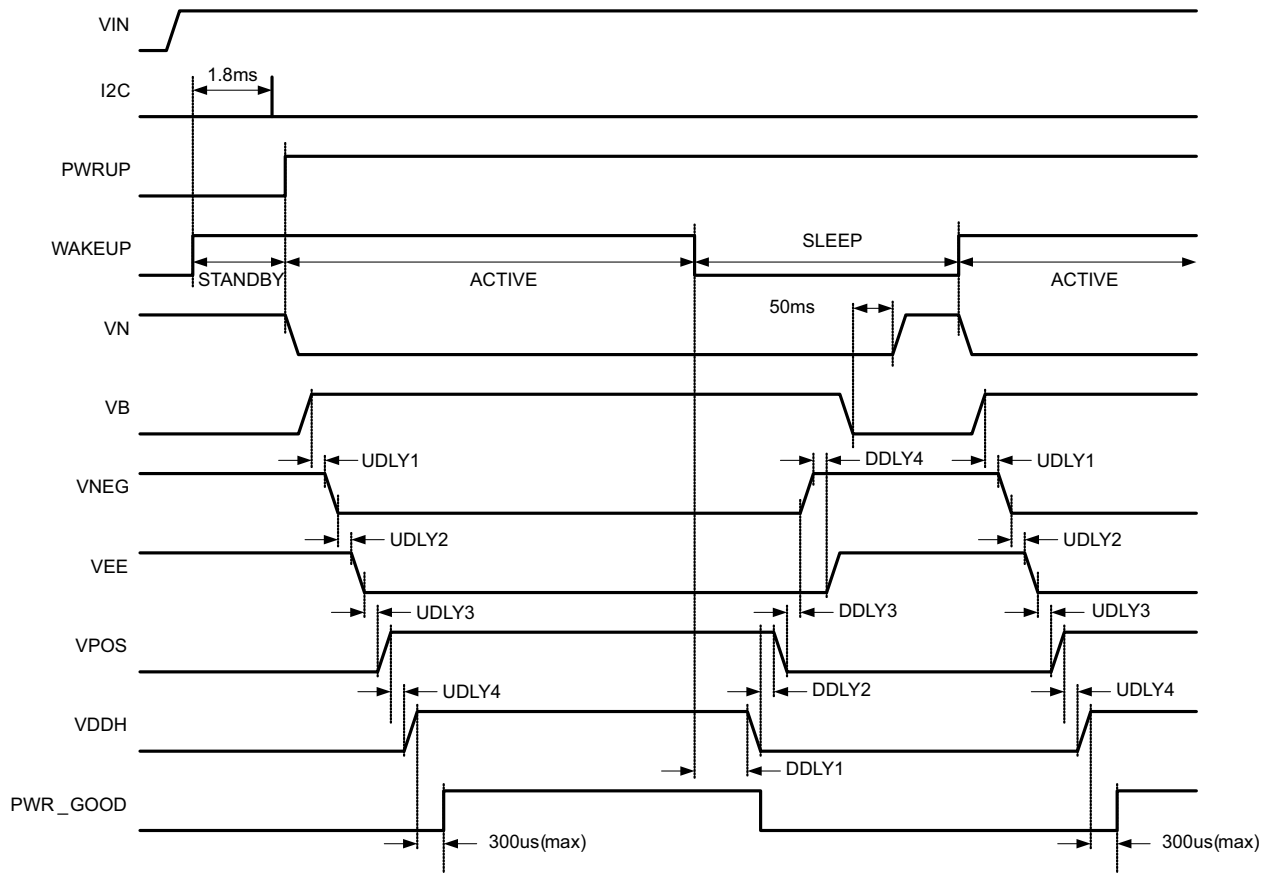 VIN
1.8ms
I2C
PWRUP
WAKEUP
SLEEP
STANDBY
ACTIVE
ACTIVE
50ms
VN
VB
UDLY1
DDLY4
UDLY1
VNEG
UDLY2
UDLY2
VEE
UDLY3
DDLY3
UDLY3
VPOS
UDLY4
DDLY2
UDLY4
VDDH
DDLY1
PWR_GOOD
300us(max)
300us(max)